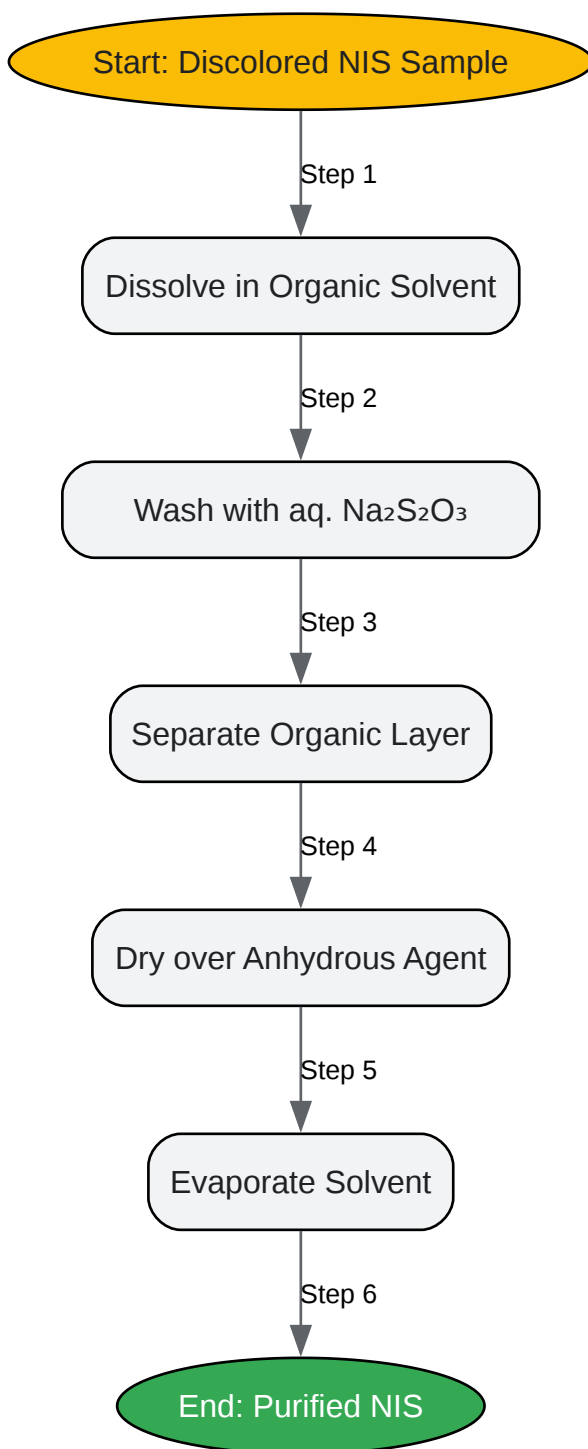 Start: Discolored NIS Sample
Step 1
Dissolve in Organic Solvent
Step 2
Wash with aq. Na₂S₂O₃
Step 3
Separate Organic Layer
Step 4
Dry over Anhydrous Agent
Step 5
Evaporate Solvent
Step 6
End: Purified NIS